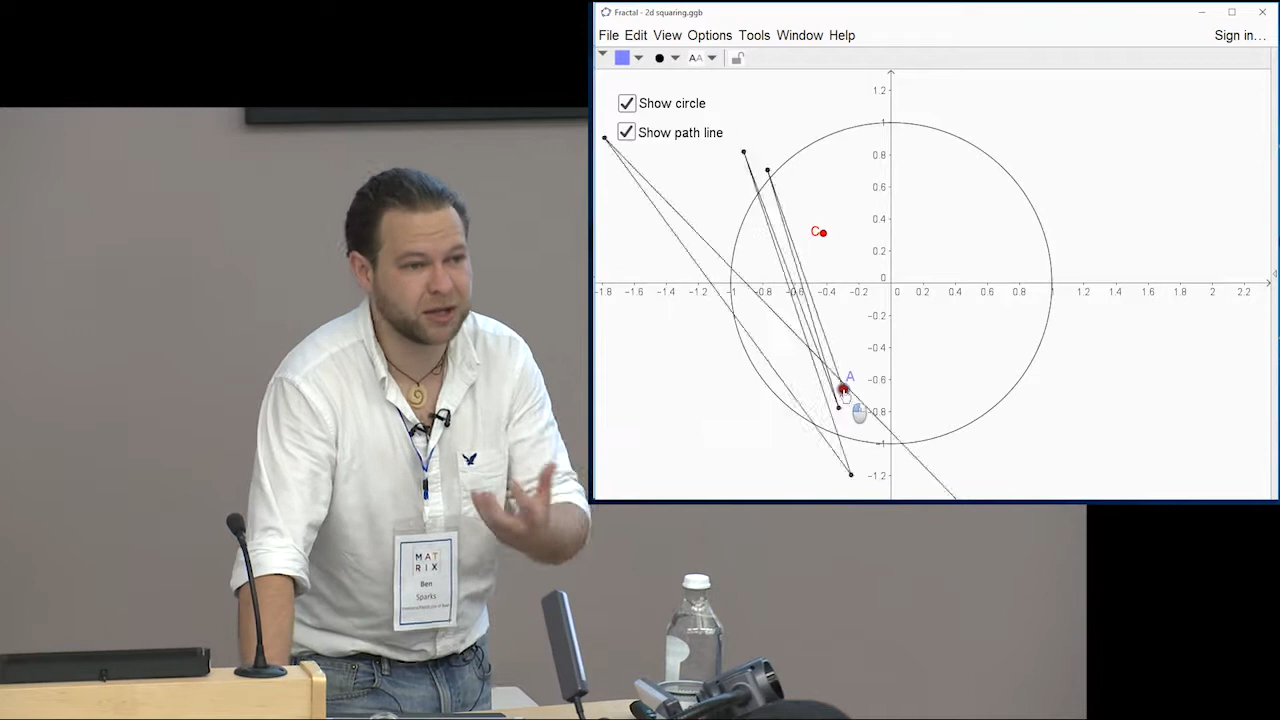 Fractal - 2d squaring.ggb
File Edit View Options Tools Window Help
Sign in...
AA
Show circle
Show path line
1.2
1
0.8
0.6
0.4
0.2
0
-1.8 -1.6 -1.4 -1.2 -1 -0.8 -0.6 -0.4 -0.2 0 0.2 0.4 0.6 0.8 1 1.2 1.4 1.6 1.8 2 2.2
-0.2
-0.4
-0.6
-0.8
-1
-1.2
C
A
MAT
RIX
Ben
Sparks